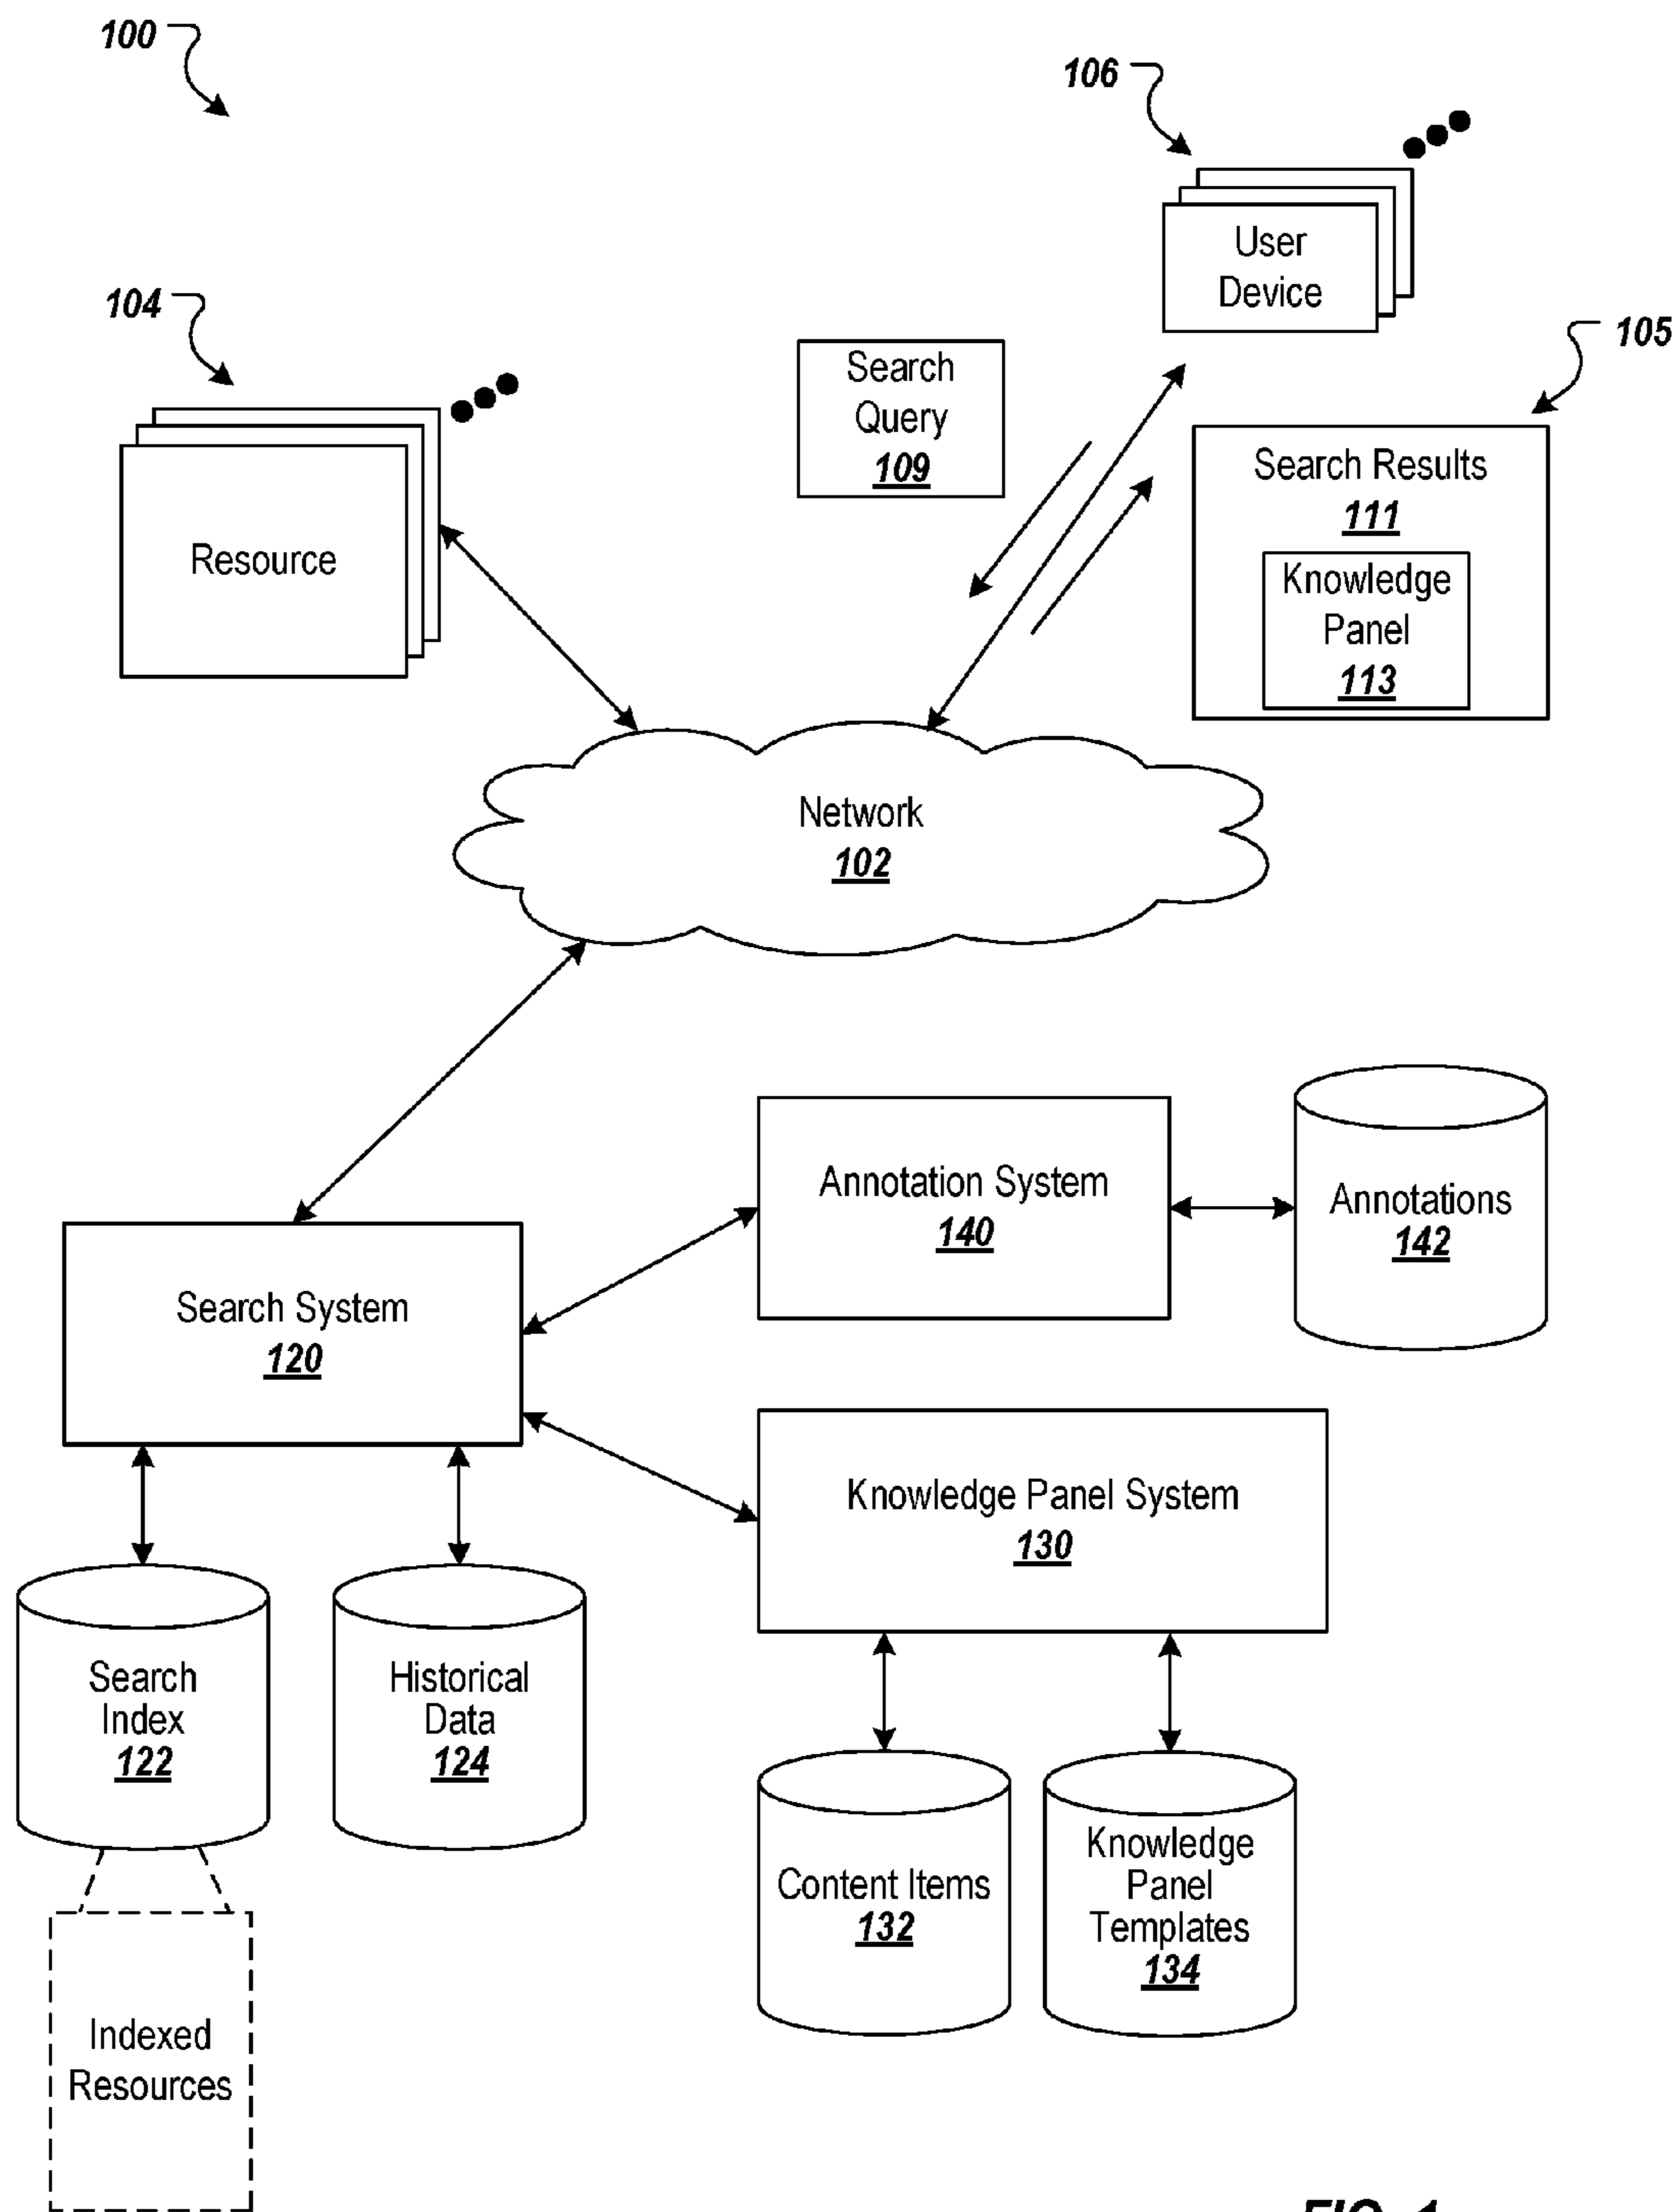 100
106
User
Device
104
105
Search
Query
109
Search Results
111
Knowledge
Panel
113
Resource
Network
102
Annotation System
140
Annotations
142
Search System
120
Knowledge Panel System
130
Search
Index
122
Historical
Data
124
Content Items
132
Knowledge
Panel
Templates
134
Indexed
Resources
FIG. 1